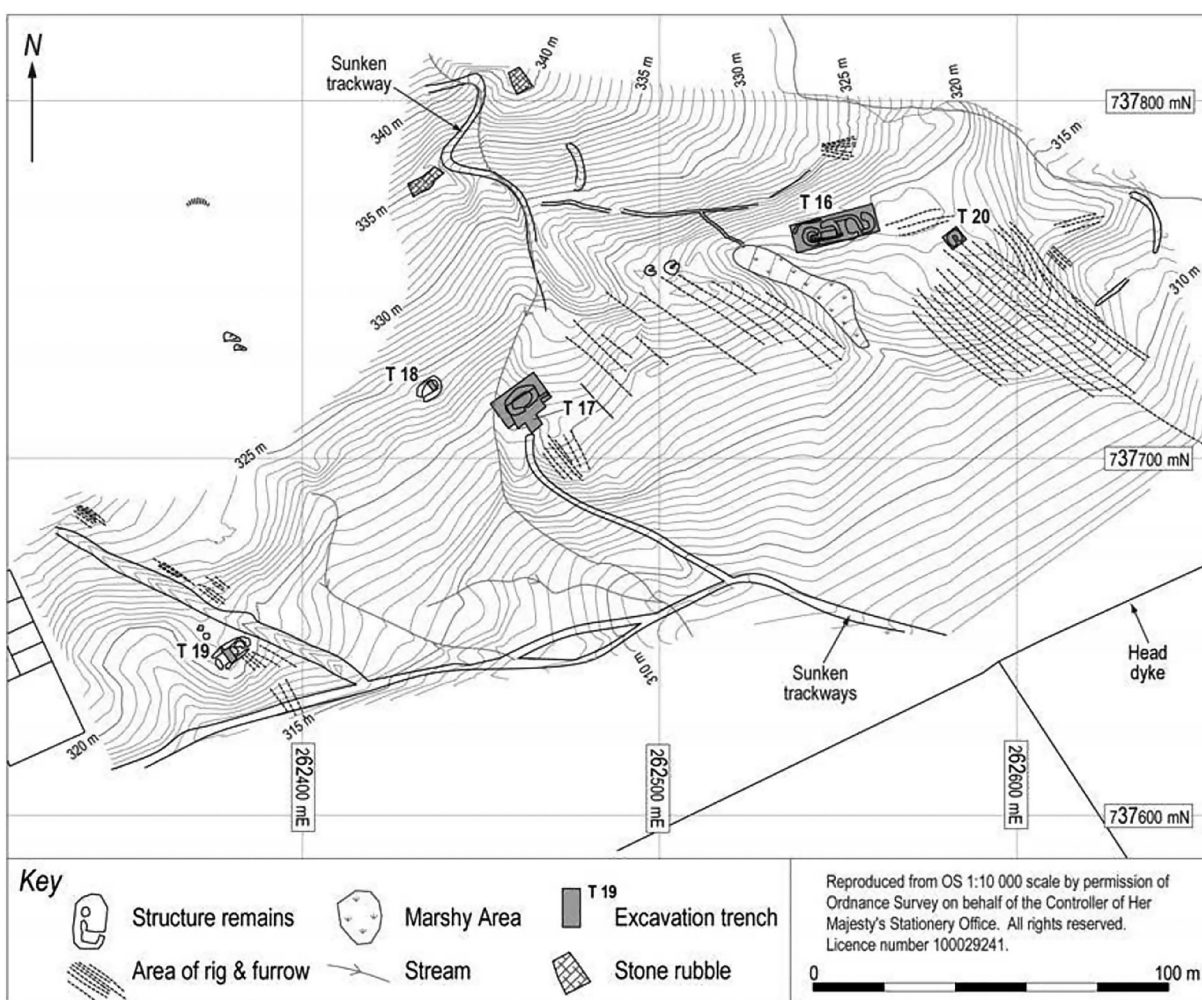 N
Sunken
trackway
340 m
335 m
330 m
325 m
320 m
315 m
737800 mN
340 m
335 m
T 16
T 20
310 m
330 m
T 18
T 17
325 m
737700 mN
T 19
320 m
315 m
310 m
Sunken
trackways
Head
dyke
262400 mE
262500 mE
262600 mE
737600 mN
Key
Structure remains
Marshy Area
T 19
Excavation trench
Area of rig & furrow
Stream
Stone rubble
Reproduced from OS 1:10 000 scale by permission of
Ordnance Survey on behalf of the Controller of Her
Majesty's Stationery Office. All rights reserved.
Licence number 100029241.
0
100 m